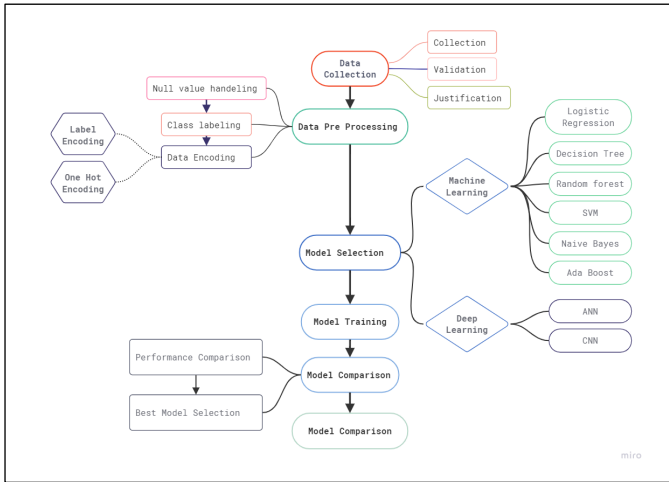 Data
Collection
Collection
Validation
Justification
Null value handeling
Class labeling
Data Encoding
Label
Encoding
One Hot
Encoding
Data Pre Processing
Model Selection
Machine
Learning
Logistic
Regression
Decision Tree
Random forest
SVM
Naive Bayes
Ada Boost
Deep
Learning
ANN
CNN
Model Training
Model Comparison
Performance Comparison
Best Model Selection
Model Comparison
miro